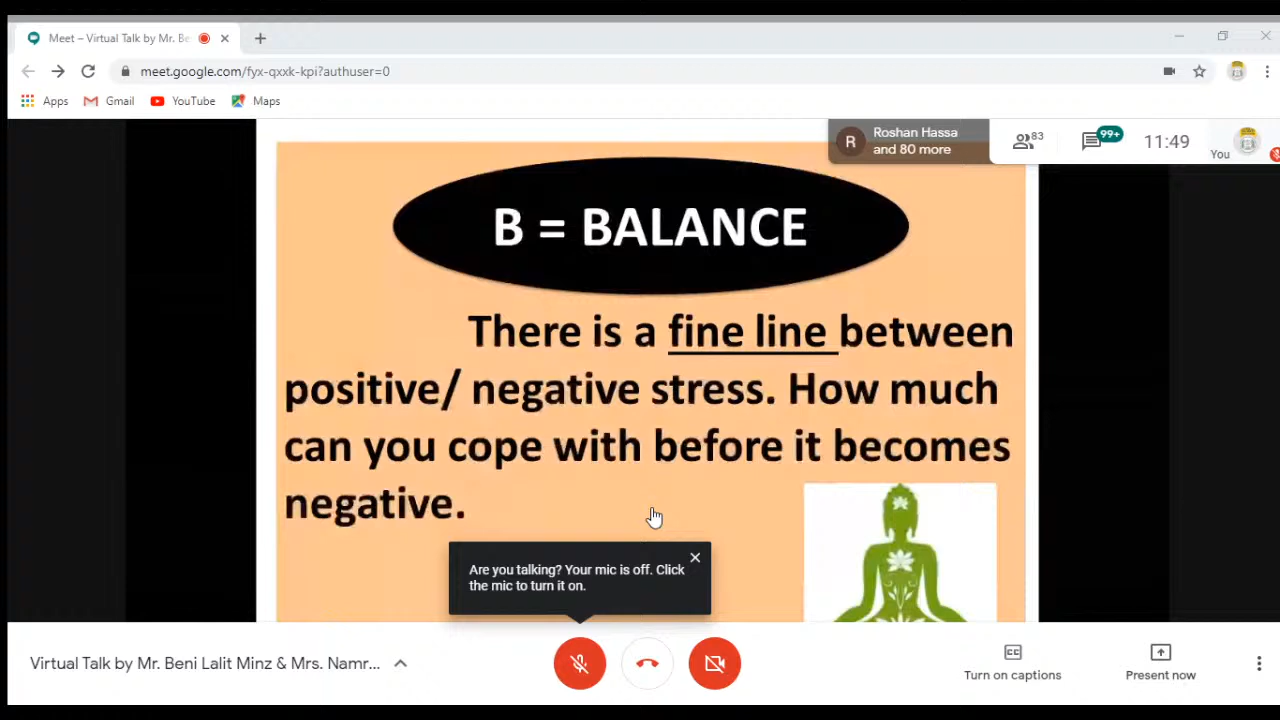 Meet – Virtual Talk by Mr. Be
meet.google.com/fyx-qxxk-kpi?authuser=0
Apps
Gmail
YouTube
Maps
R
Roshan Hassa
and 80 more
83
99+
11:49
You
B = BALANCE
There is a fine line between
positive/ negative stress. How much
can you cope with before it becomes
negative.
Are you talking? Your mic is off. Click
the mic to turn it on.
Virtual Talk by Mr. Beni Lalit Minz & Mrs. Namr...
CC
Turn on captions
Present now